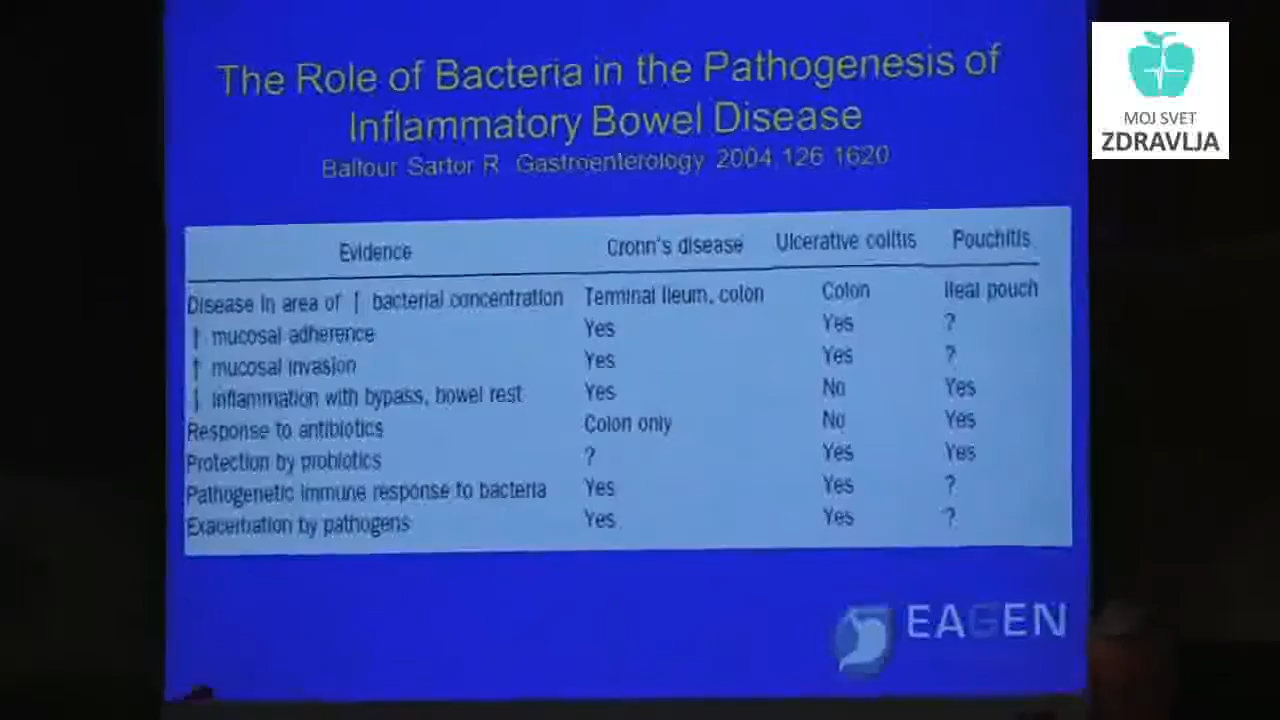 The Role of Bacteria in the Pathogenesis of
Inflammatory Bowel Disease
Balfour Sartor R Gastroenterology 2004 126 1620
Evidence Crohn's disease Ulcerative colitis Pouchitis
Disease in area of ↑ bacterial concentration Terminal ileum, colon Colon Ileal pouch
↑ mucosal adherence Yes Yes ?
↑ mucosal invasion Yes Yes ?
↓ inflammation with bypass, bowel rest Yes No Yes
Response to antibiotics Colon only No Yes
Protection by probiotics ? Yes Yes
Pathogenetic immune response to bacteria Yes Yes ?
Exacerbation by pathogens Yes Yes ?
EAGEN
MOJ SVET
ZDRAVLJA